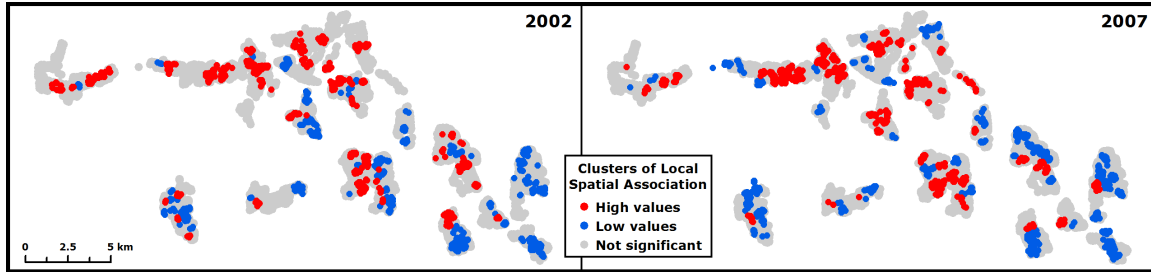 2002
2007
Clusters of Local
Spatial Association
High values
Low values
Not significant
0 2.5 5 km